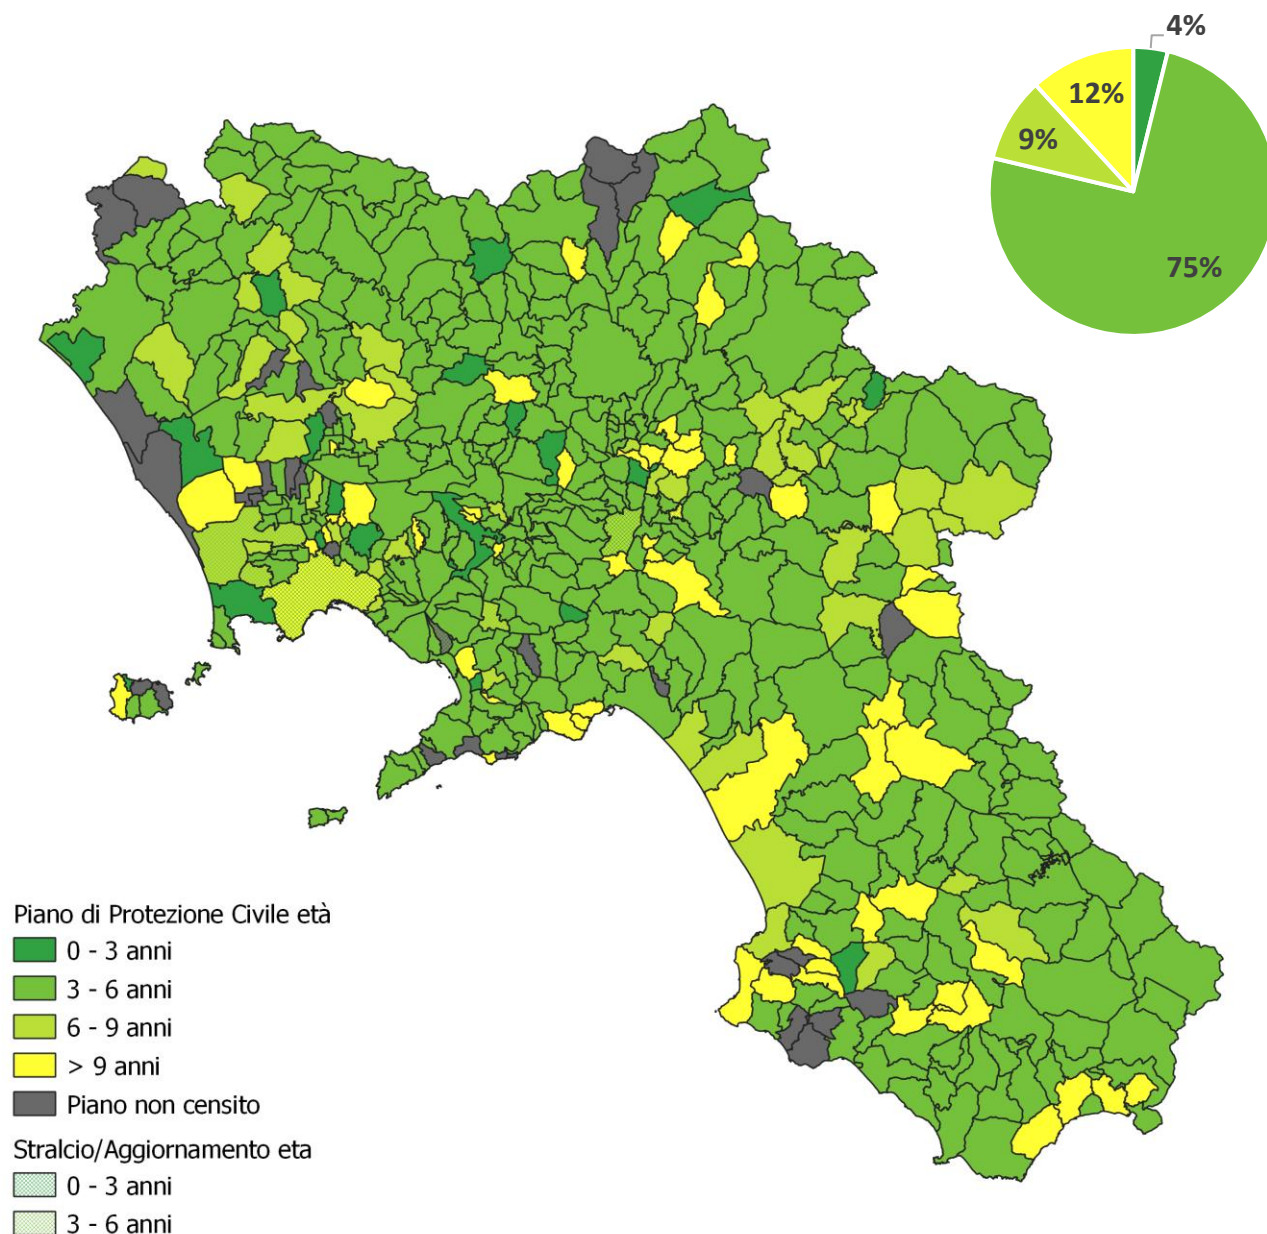 4%
12%
9%
75%
Piano di Protezione Civile età
0 - 3 anni
3 - 6 anni
6 - 9 anni
> 9 anni
Piano non censito
Stralcio/Aggiornamento eta
0 - 3 anni
3 - 6 anni